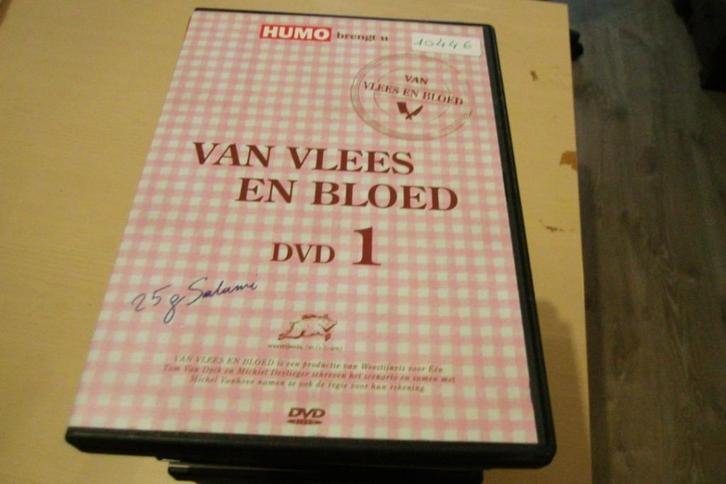 HUMO brengt u
10446
VAN
VLEES EN BLOED
VAN VLEES
EN BLOED
DVD 1
25g Salami
VAN VLEES EN BLOED is een productie van Woestijnvis voor Eén
Tom Van Dyck en Michiel Devlieger schreven het scenario en samen met
Michel Vanhove namen ze ook de regie voor hun rekening.
DVD